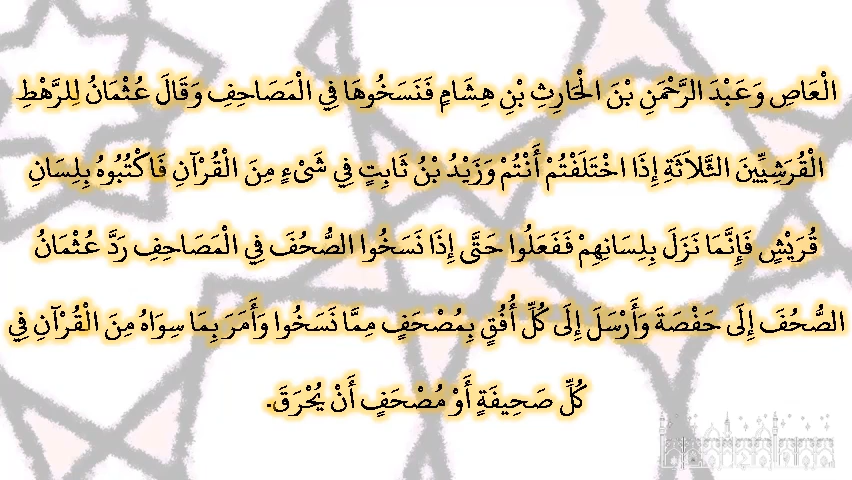 الْعَاصِ وَعَبْدَ الرَّحْمَنِ بْنَ الْحَارِثِ بْنِ هِشَامٍ فَنَسَخُوهَا فِي الْمَصَاحِفِ وَقَالَ عُثْمَانُ لِلرَّهْطِ
الْقُرَشِيِّينَ الثَّلَاثَةِ إِذَا اخْتَلَفْتُمْ أَنْتُمْ وَزَيْدُ بْنُ ثَابِتٍ فِي شَىْءٍ مِنَ الْقُرْآنِ فَاكْتُبُوهُ بِلِسَانِ
قُرَيْشٍ فَإِنَّمَا نَزَلَ بِلِسَانِهِمْ فَفَعَلُوا حَتَّى إِذَا نَسَخُوا الصُّحُفَ فِي الْمَصَاحِفِ رَدَّ عُثْمَانُ
الصُّحُفَ إِلَى حَفْصَةَ وَأَرْسَلَ إِلَى كُلِّ أُفُقٍ بِمُصْحَفٍ مِمَّا نَسَخُوا وَأَمَرَ بِمَا سِوَاهُ مِنَ الْقُرْآنِ فِي
كُلِّ صَحِيفَةٍ أَوْ مُصْحَفٍ أَنْ يُحْرَقَ.